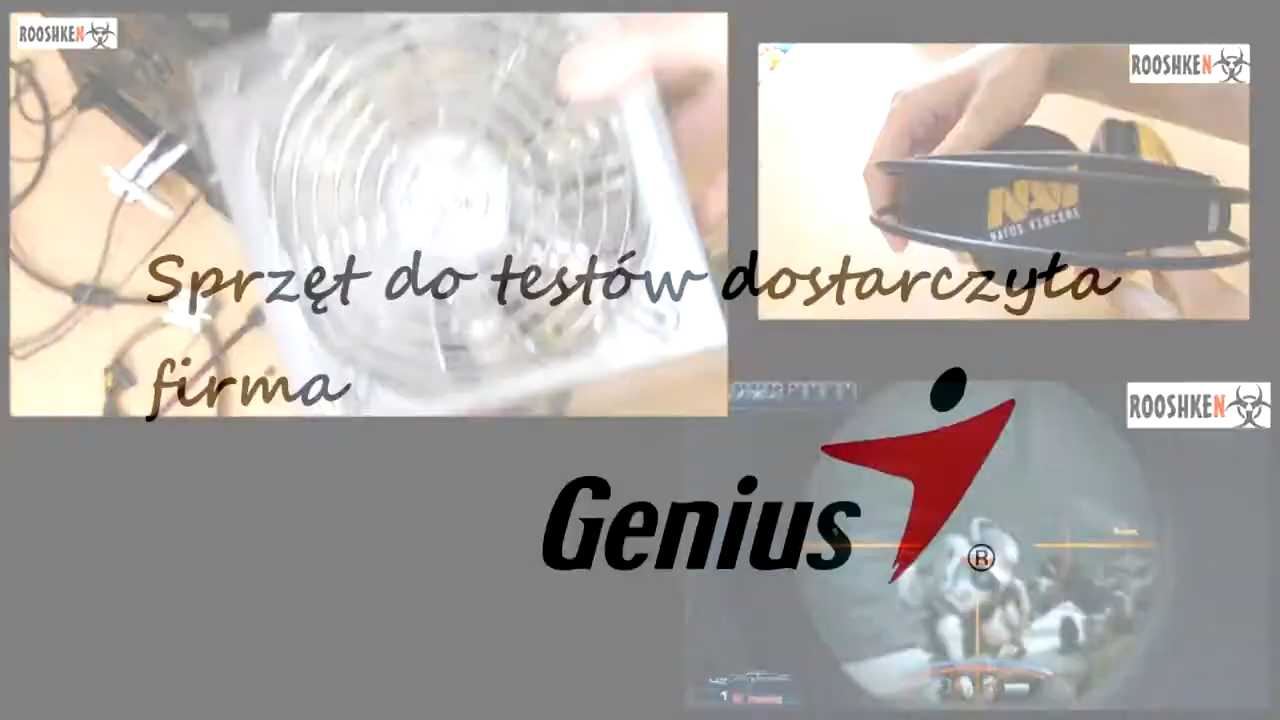 ROOSHKEN
ROOSHKEN
NAVI
NATUS VINCERE
Sprzęt do testów dostarczyła
firma
ROOSHKEN
Genius
®